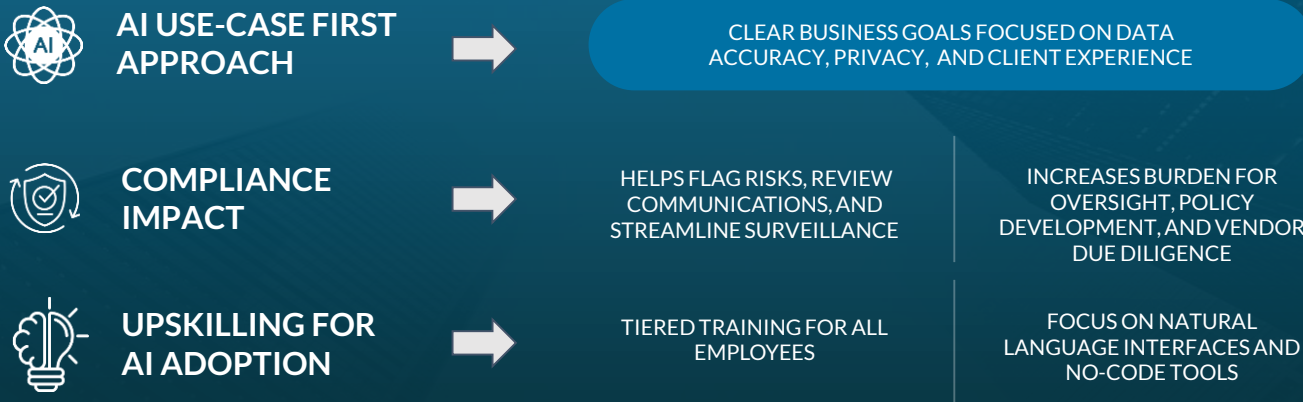 AI
AI USE-CASE FIRST
APPROACH
CLEAR BUSINESS GOALS FOCUSED ON DATA
ACCURACY, PRIVACY, AND CLIENT EXPERIENCE
COMPLIANCE
IMPACT
HELPS FLAG RISKS, REVIEW
COMMUNICATIONS, AND
STREAMLINE SURVEILLANCE
INCREASES BURDEN FOR
OVERSIGHT, POLICY
DEVELOPMENT, AND VENDOR
DUE DILIGENCE
UPSKILLING FOR
AI ADOPTION
TIERED TRAINING FOR ALL
EMPLOYEES
FOCUS ON NATURAL
LANGUAGE INTERFACES AND
NO-CODE TOOLS